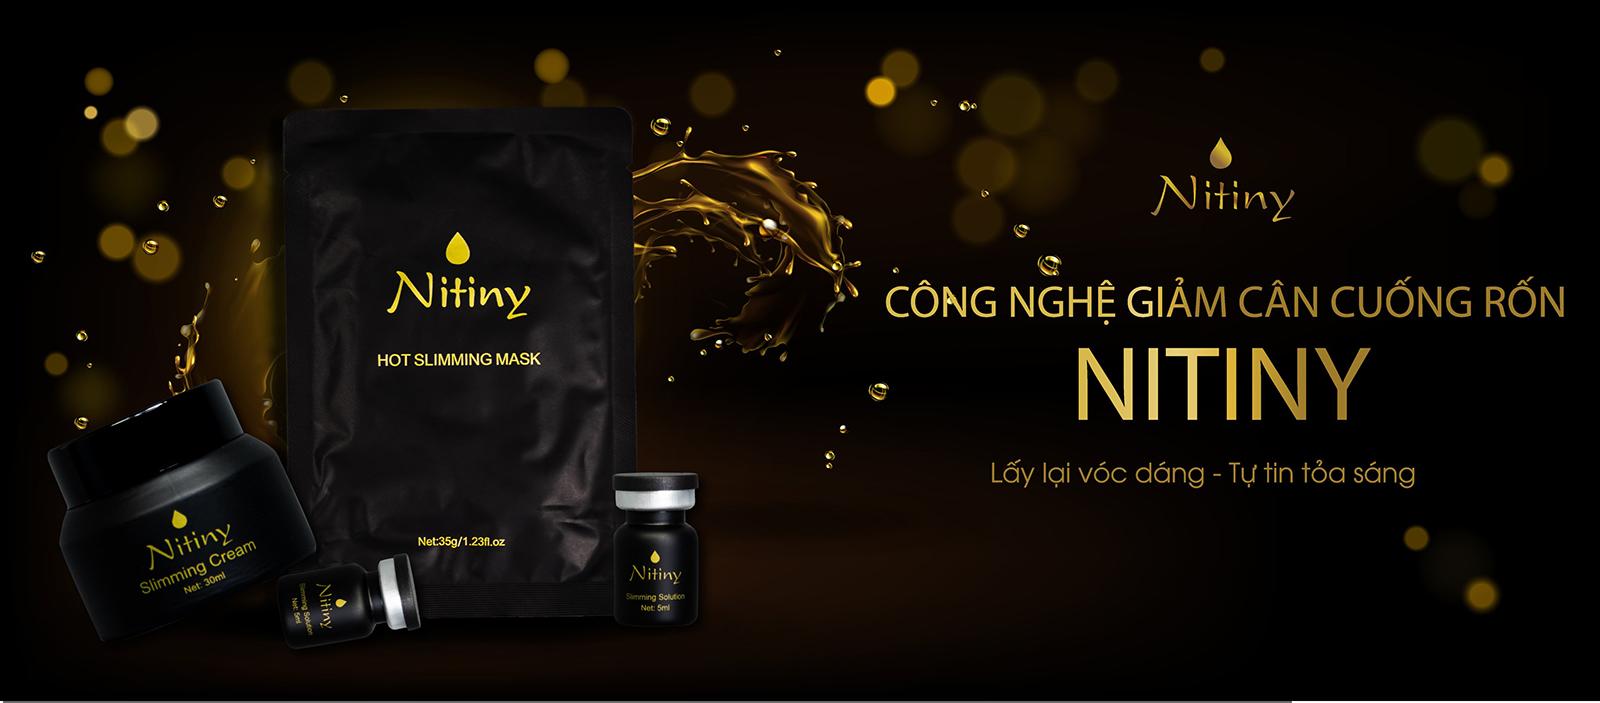 Nitiny
HOT SLIMMING MASK
Net:35g/1.23fl.oz
Nitiny
Slimming Cream
Net: 30ml
Nitiny
Slimming Solution
Net: 5ml
Nitiny
Slimming Solution
Net: 5ml
Nitiny
CÔNG NGHỆ GIẢM CÂN CUỐNG RỐN
NITINY
Lấy lại vóc dáng - Tự tin tỏa sáng